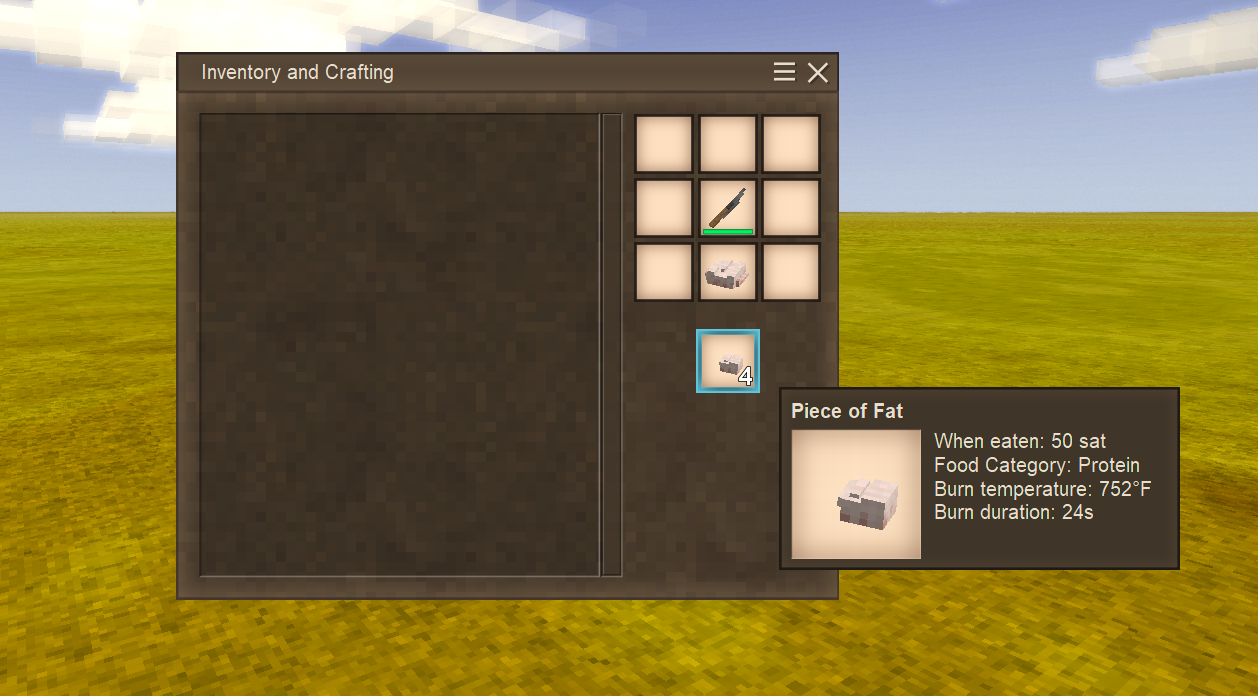 Inventory and Crafting
4
Piece of Fat
When eaten: 50 sat
Food Category: Protein
Burn temperature: 752°F
Burn duration: 24s